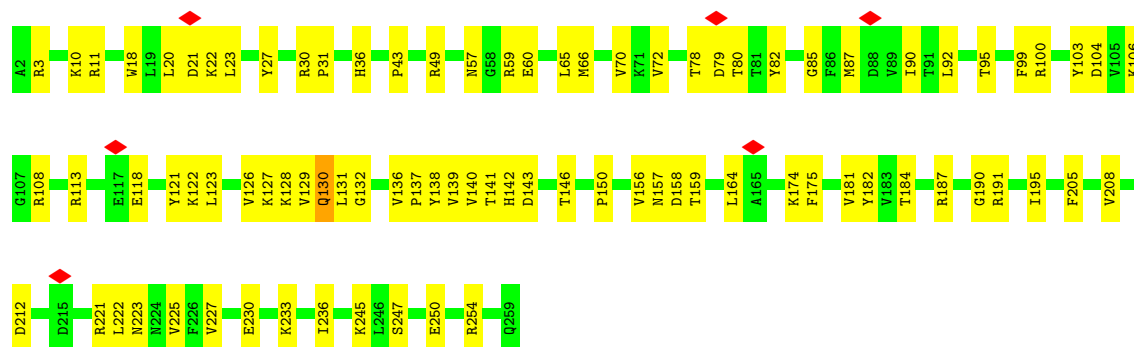 A2 R3 K10 R11 W18 L19 L20 D21 K22 L23 Y27 R30 P31 H36 P43 R49 N57 G58 R59 E60 L65 M66 V70 K71 V72 T78 D79 T80 T81 Y82 G85 F86 M87 D88 V89 I90 T91 L92 T95 F99 R100 Y103 D104 V105 K106
G107 R108 R113 E117 E118 Y121 K122 L123 V126 K127 K128 V129 Q130 L131 G132 V136 P137 Y138 V139 V140 T141 H142 D143 T146 P150 V156 N157 D158 T159 L164 A165 K174 F175 V181 Y182 V183 T184 R187 G190 R191 I195 F205 V208
D212 D215 R221 L222 N223 N224 V225 F226 V227 E230 K233 I236 K245 L246 S247 E250 R254 Q259